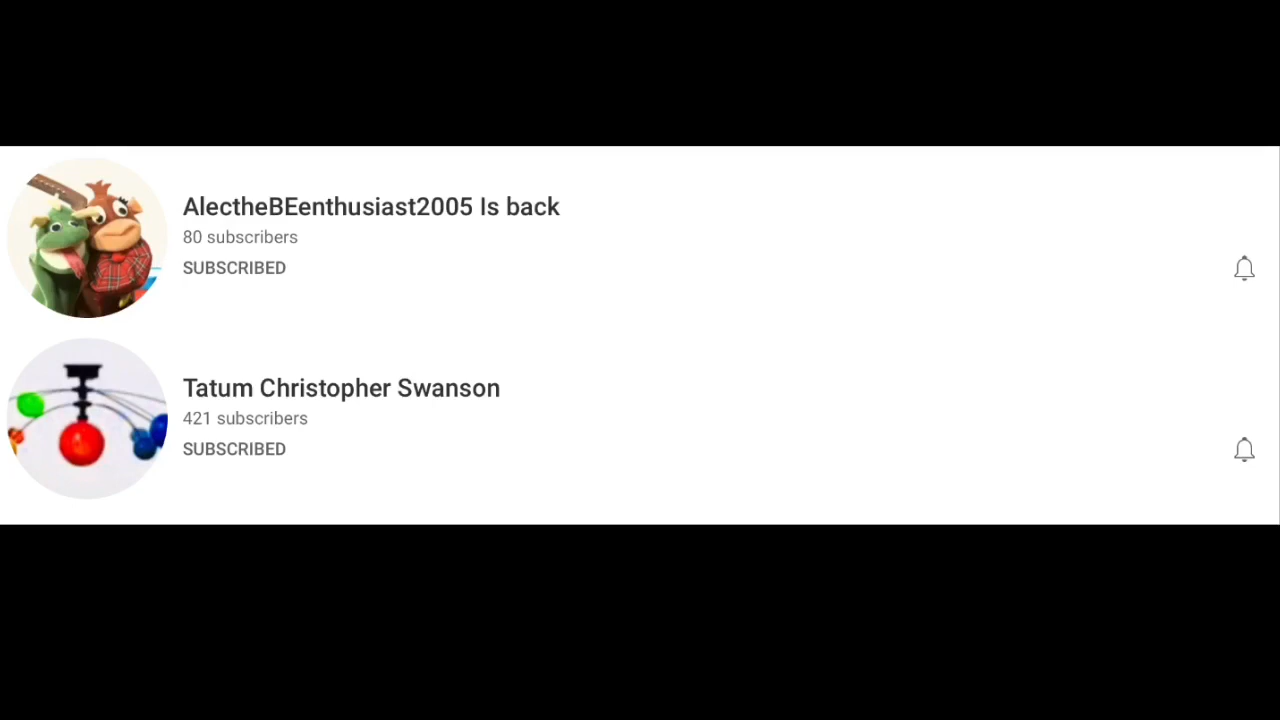 AlectheBEenthusiast2005 Is back
80 subscribers
SUBSCRIBED
Tatum Christopher Swanson
421 subscribers
SUBSCRIBED